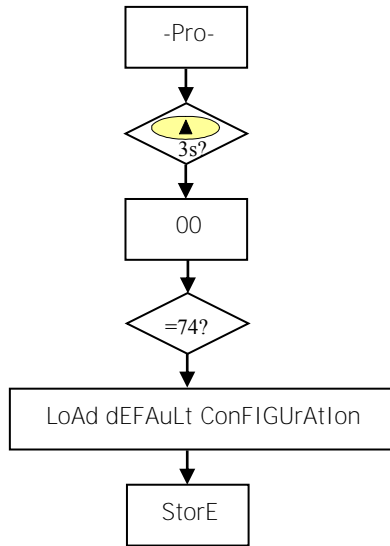 -Pro-
▲
3s?
00
=74?
LoAd dEFAuLt ConFIGUrAtIon
StorE